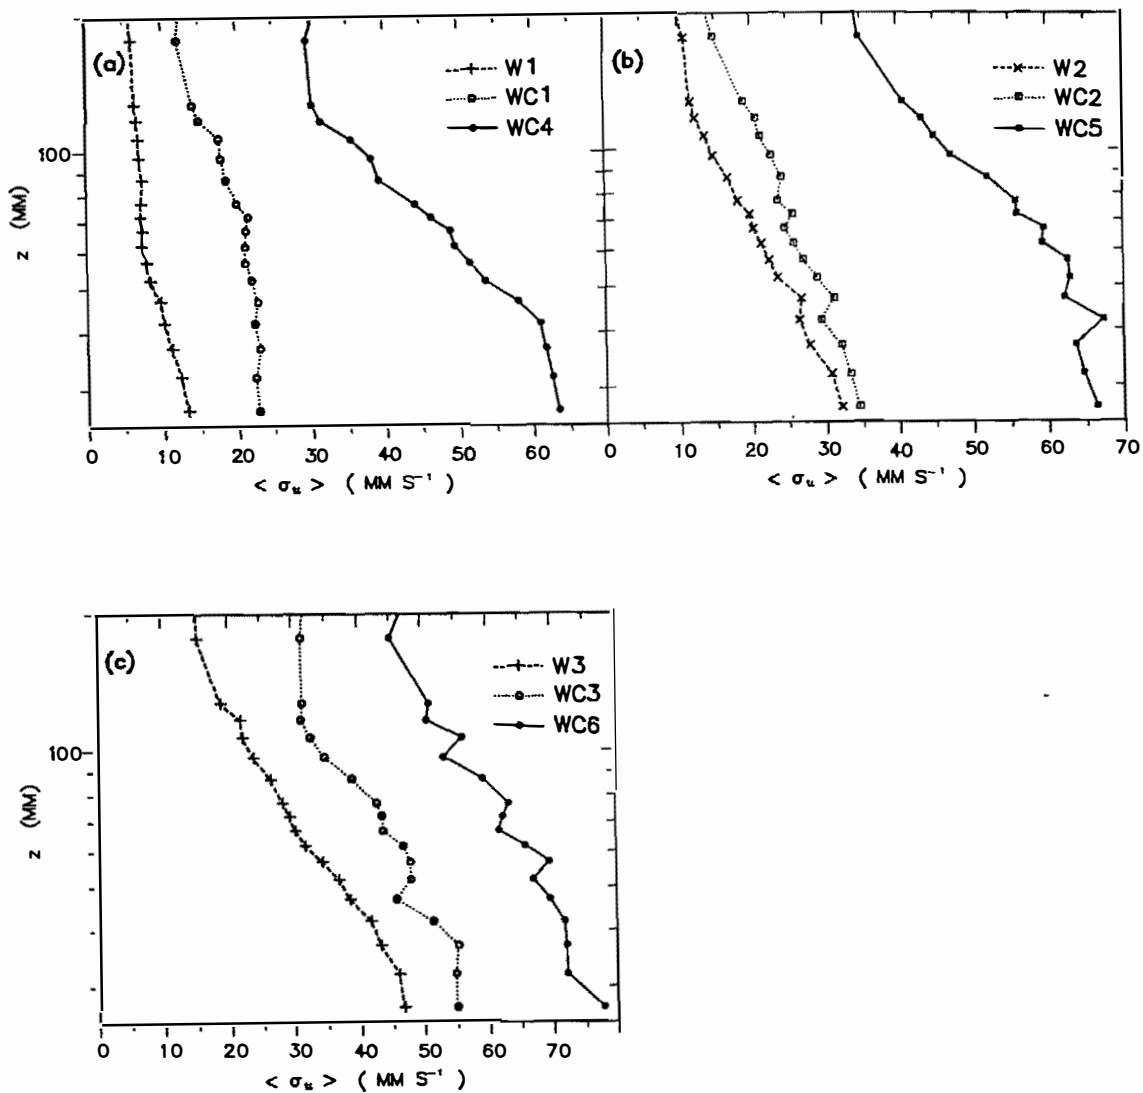 (a)
W1
WC1
WC4
100
Z (MM)
0 10 20 30 40 50 60
< σu > ( MM S⁻¹ )
(b)
W2
WC2
WC5
0 10 20 30 40 50 60 70
< σu > ( MM S⁻¹ )
(c)
W3
WC3
WC6
100
Z (MM)
0 10 20 30 40 50 60 70
< σu > ( MM S⁻¹ )